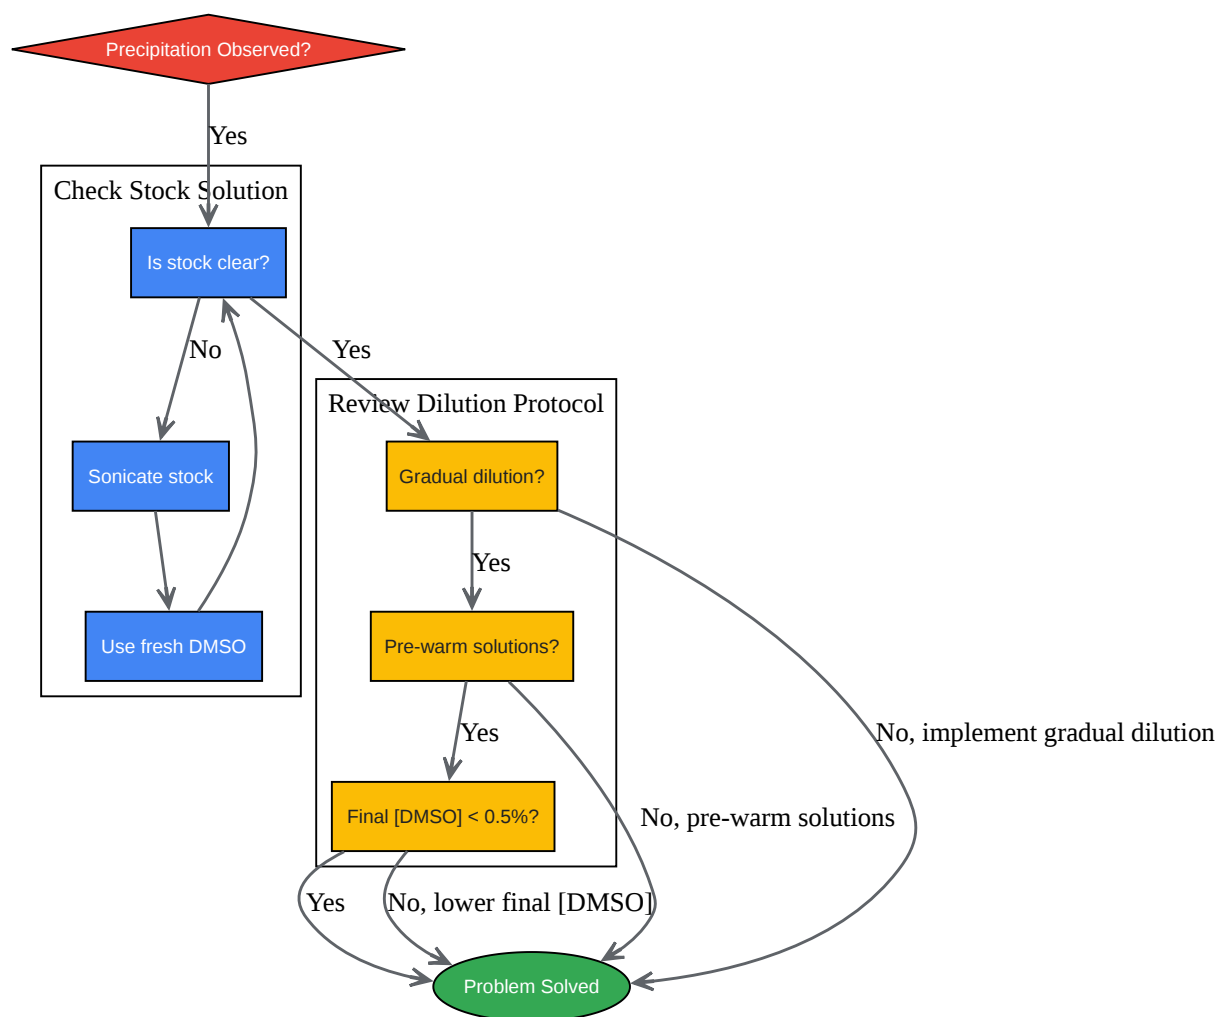 Precipitation Observed?
Yes
Check Stock Solution
Is stock clear?
No
Yes
Review Dilution Protocol
Sonicate stock
Gradual dilution?
Yes
Use fresh DMSO
Pre-warm solutions?
Yes
No, implement gradual dilution
Final [DMSO] < 0.5%?
No, pre-warm solutions
Yes
No, lower final [DMSO]
Problem Solved